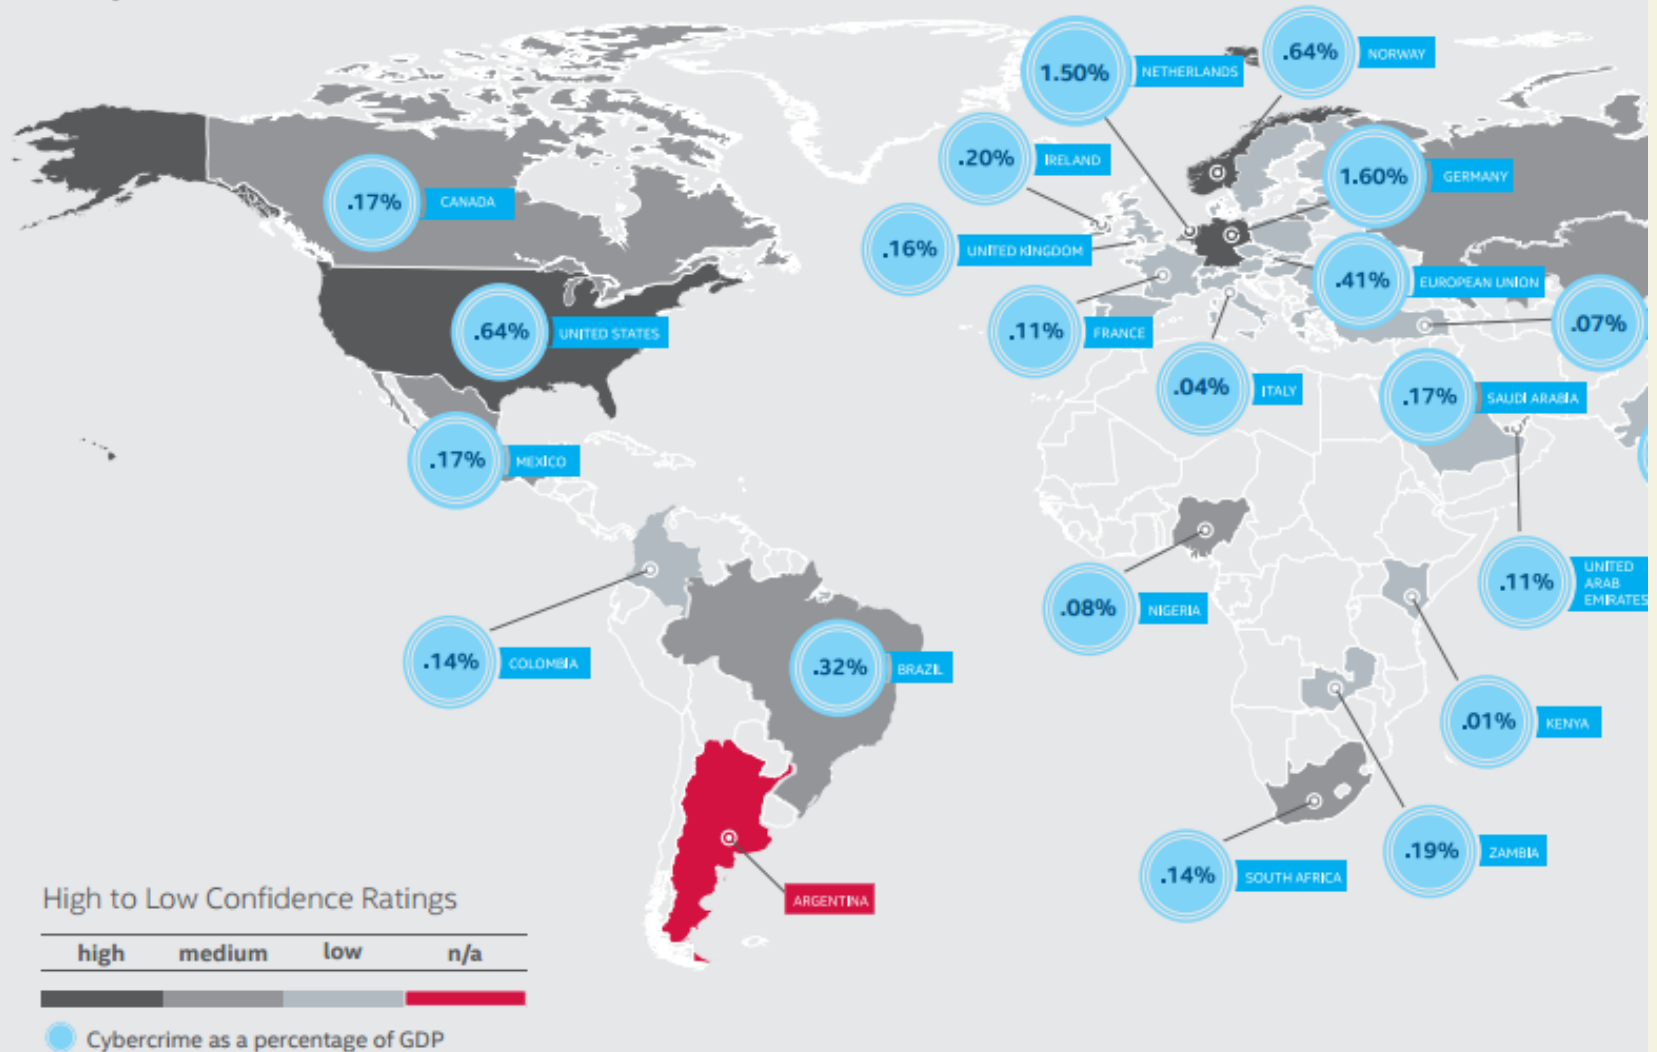 .64%
NORWAY
1.50%
NETHERLANDS
.20%
IRELAND
1.60%
GERMANY
.17%
CANADA
.16%
UNITED KINGDOM
.41%
EUROPEAN UNION
.64%
UNITED STATES
.11%
FRANCE
.07%
.04%
ITALY
.17%
SAUDI ARABIA
.17%
MEXICO
.11%
UNITED
ARAB
EMIRATES
.08%
NIGERIA
.14%
COLOMBIA
.32%
BRAZIL
.01%
KENYA
.19%
ZAMBIA
.14%
SOUTH AFRICA
ARGENTINA
High to Low Confidence Ratings
high medium low n/a
Cybercrime as a percentage of GDP